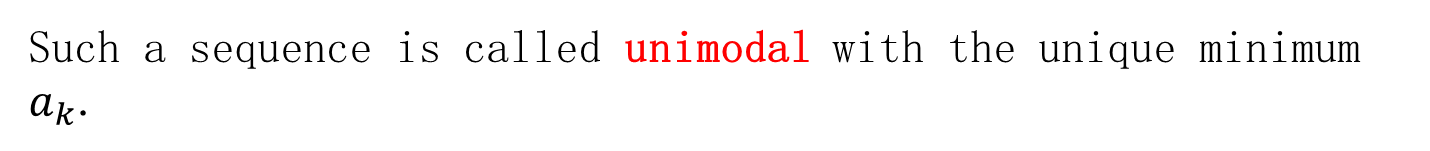 Such a sequence is called unimodal with the unique minimum
$a_k$.